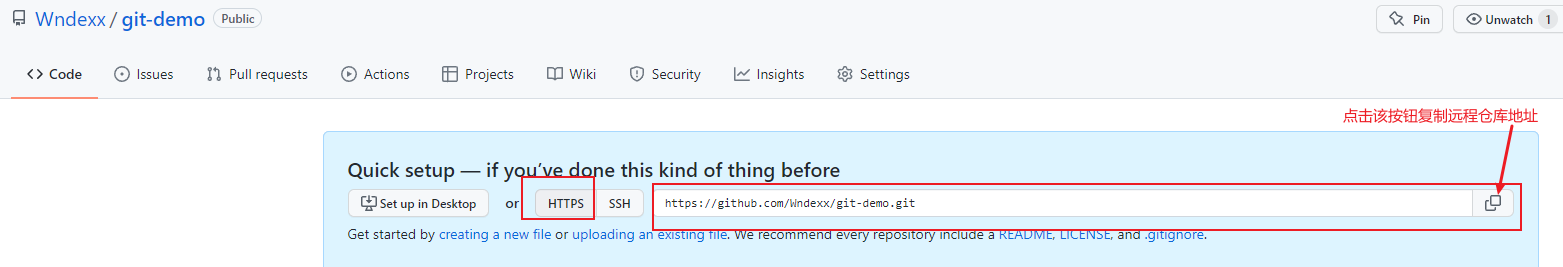 Wndexx / git-demo Public Pin Unwatch 1
Code Issues Pull requests Actions Projects Wiki Security Insights Settings
点击该按钮复制远程仓库地址
Quick setup — if you've done this kind of thing before
Set up in Desktop or HTTPS SSH https://github.com/Wndexx/git-demo.git
Get started by creating a new file or uploading an existing file. We recommend every repository include a README, LICENSE, and .gitignore.